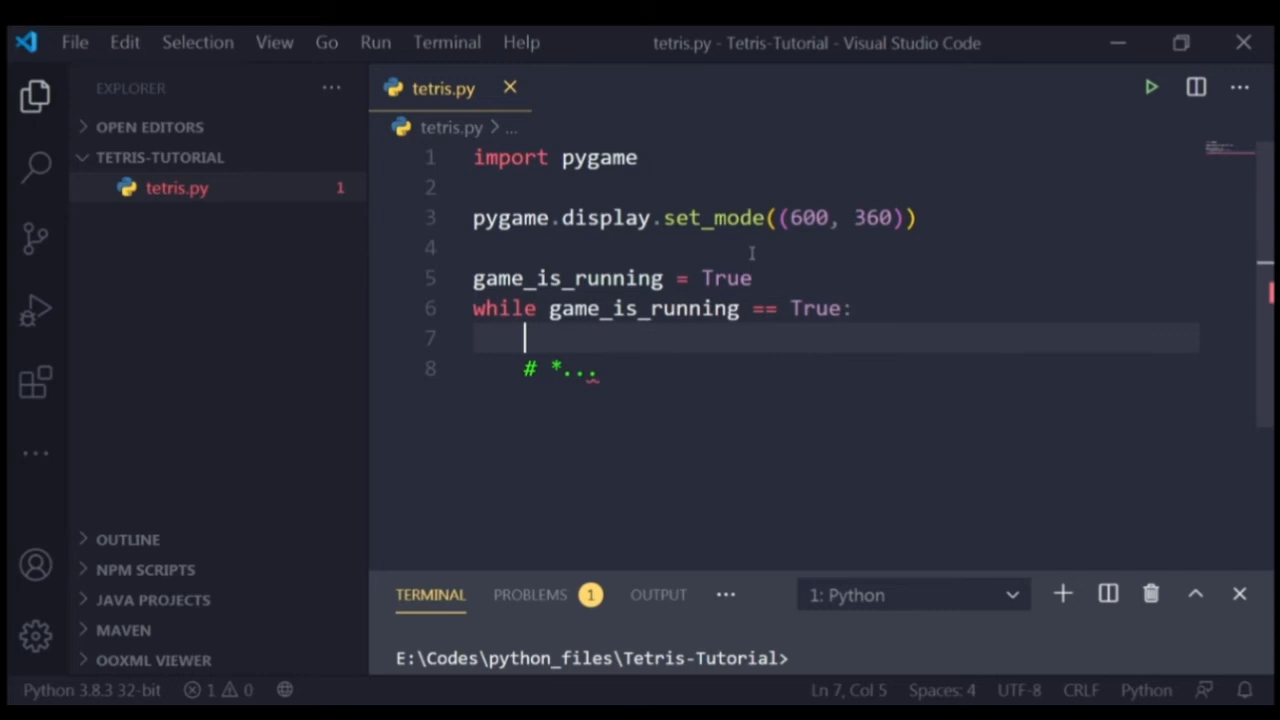 File Edit Selection View Go Run Terminal Help tetris.py - Tetris-Tutorial - Visual Studio Code
EXPLORER ...
OPEN EDITORS
TETRIS-TUTORIAL
tetris.py 1
OUTLINE
NPM SCRIPTS
JAVA PROJECTS
MAVEN
OOXML VIEWER
tetris.py
tetris.py > ...
1 import pygame
2
3 pygame.display.set_mode((600, 360))
4
5 game_is_running = True
6 while game_is_running == True:
7
8 # *...
TERMINAL PROBLEMS 1 OUTPUT ... 1: Python
E:\Codes\python_files\Tetris-Tutorial>
Python 3.8.3 32-bit 1 0 Ln 7, Col 5 Spaces: 4 UTF-8 CRLF Python